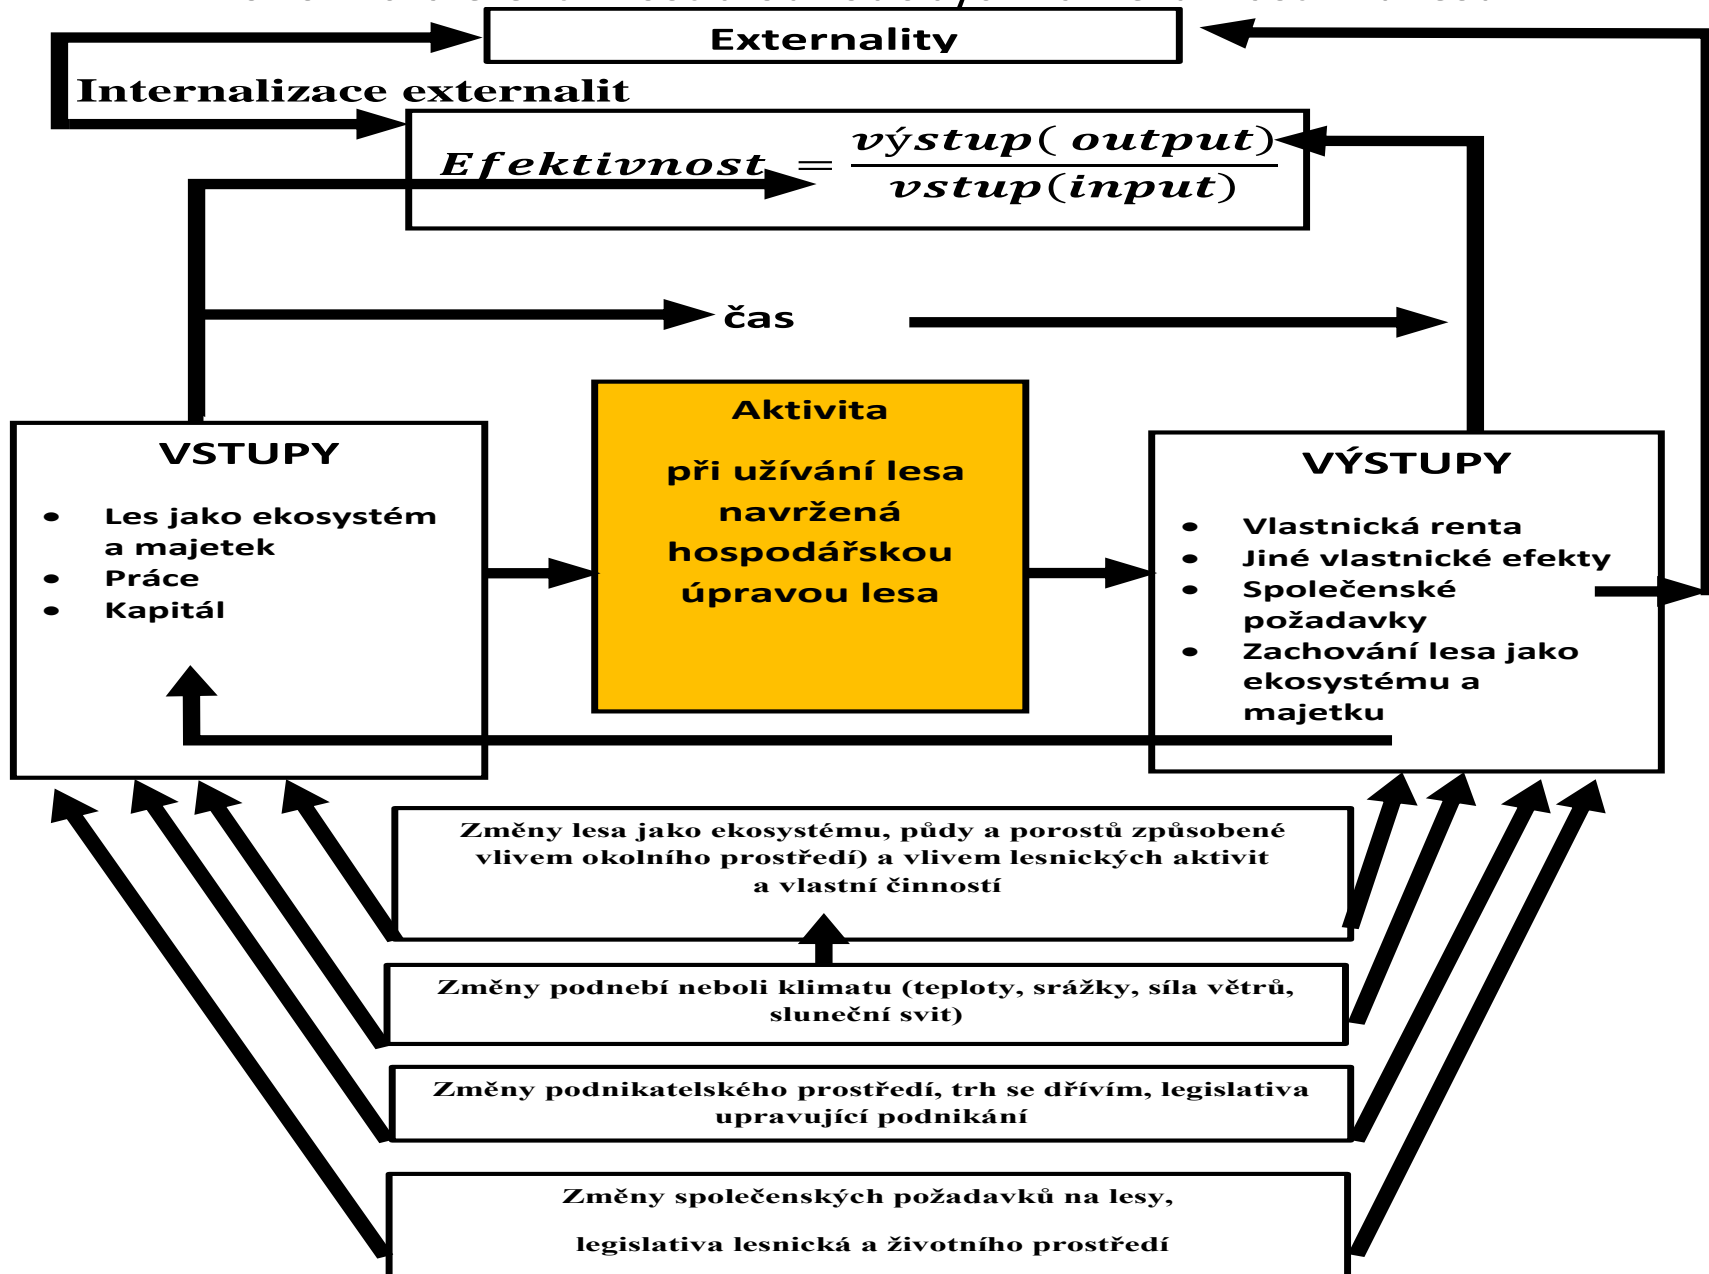 Externality
Internalizace externalit
Efektivnost = výstup( output) / vstup(input)
čas
VSTUPY
• Les jako ekosystém
a majetek
• Práce
• Kapitál
Aktivita
při užívání lesa
navržená
hospodářskou
úpravou lesa
VÝSTUPY
• Vlastnická renta
• Jiné vlastnické efekty
• Společenské
požadavky
• Zachování lesa jako
ekosystému a
majetku
Změny lesa jako ekosystému, půdy a porostů způsobené
vlivem okolního prostředí) a vlivem lesnických aktivit
a vlastní činností
Změny podnebí neboli klimatu (teploty, srážky, síla větrů,
sluneční svit)
Změny podnikatelského prostředí, trh se dřívím, legislativa
upravující podnikání
Změny společenských požadavků na lesy,
legislativa lesnická a životního prostředí